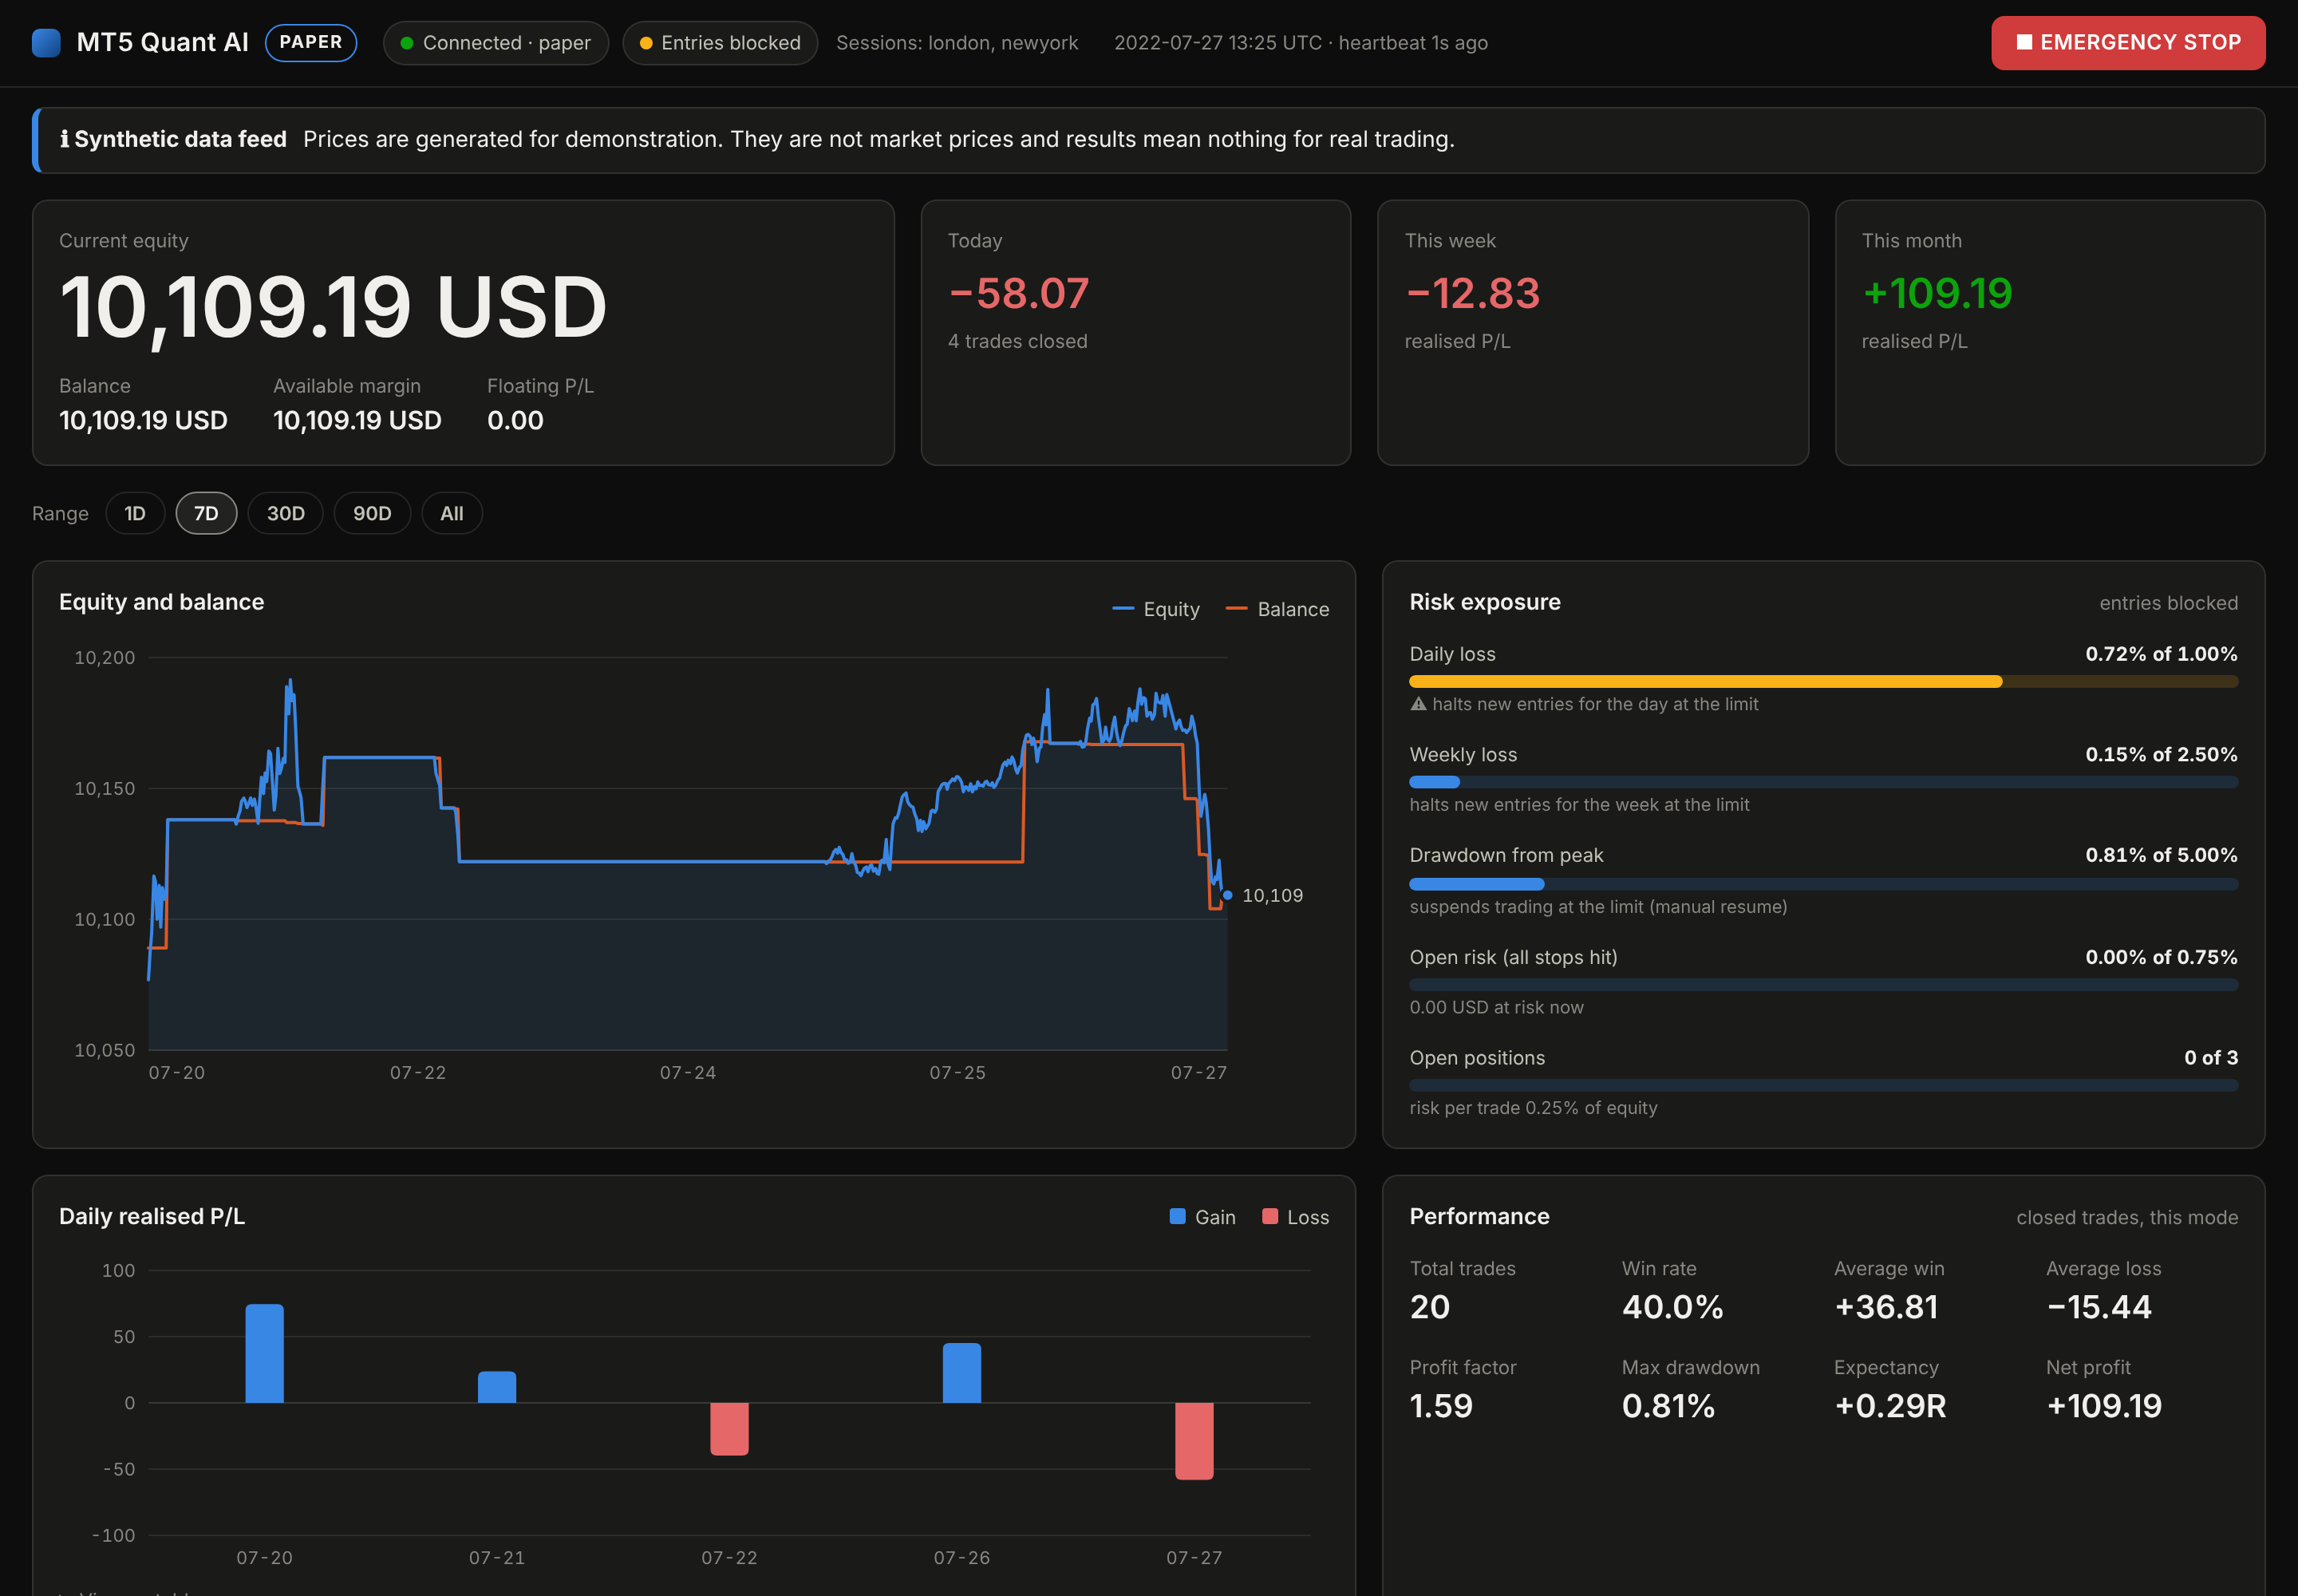 MT5 Quant AI PAPER Connected · paper Entries blocked Sessions: london, newyork 2022-07-27 13:25 UTC · heartbeat 1s ago EMERGENCY STOP
Synthetic data feed Prices are generated for demonstration. They are not market prices and results mean nothing for real trading.
Current equity
10,109.19 USD
Balance Available margin Floating P/L
10,109.19 USD 10,109.19 USD 0.00
Today
−58.07
4 trades closed
This week
−12.83
realised P/L
This month
+109.19
realised P/L
Range 1D 7D 30D 90D All
Equity and balance
Equity Balance
10,200
10,150
10,100
10,050
10,109
07-20 07-22 07-24 07-25 07-27
Risk exposure entries blocked
Daily loss 0.72% of 1.00%
⚠ halts new entries for the day at the limit
Weekly loss 0.15% of 2.50%
halts new entries for the week at the limit
Drawdown from peak 0.81% of 5.00%
suspends trading at the limit (manual resume)
Open risk (all stops hit) 0.00% of 0.75%
0.00 USD at risk now
Open positions 0 of 3
risk per trade 0.25% of equity
Daily realised P/L
Gain Loss
100
50
0
-50
-100
07-20 07-21 07-22 07-26 07-27
Performance closed trades, this mode
Total trades Win rate Average win Average loss
20 40.0% +36.81 −15.44
Profit factor Max drawdown Expectancy Net profit
1.59 0.81% +0.29R +109.19